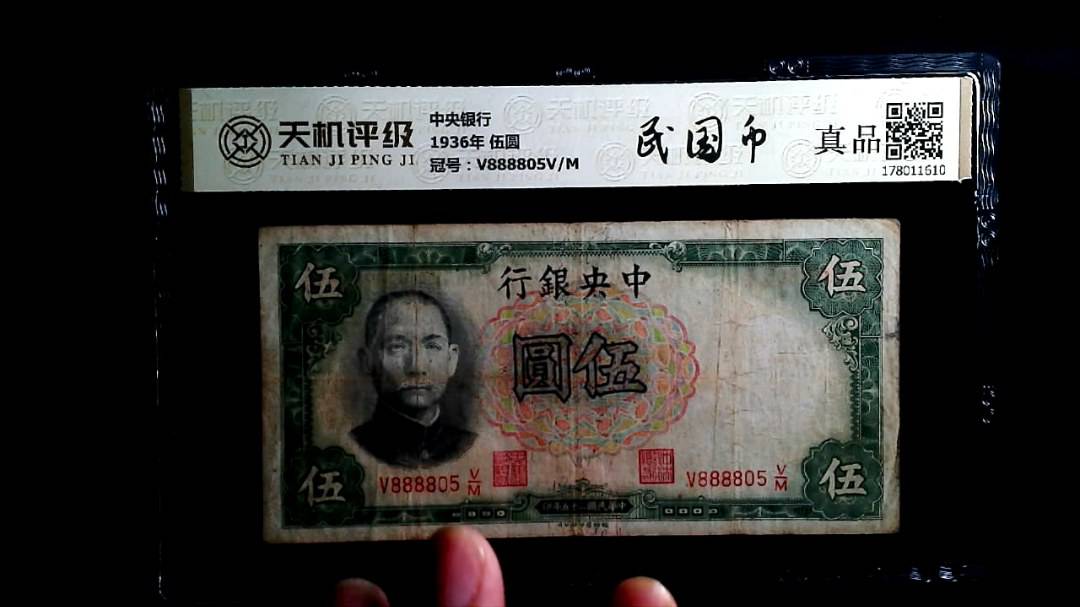 天机评级
TIAN JI PING JI
中央银行
1936年 伍圆
冠号：V888805V/M
民国币
真品
178011610
伍
行銀央中
伍
圓伍
伍
V888805 V/M
V888805 V/M
伍